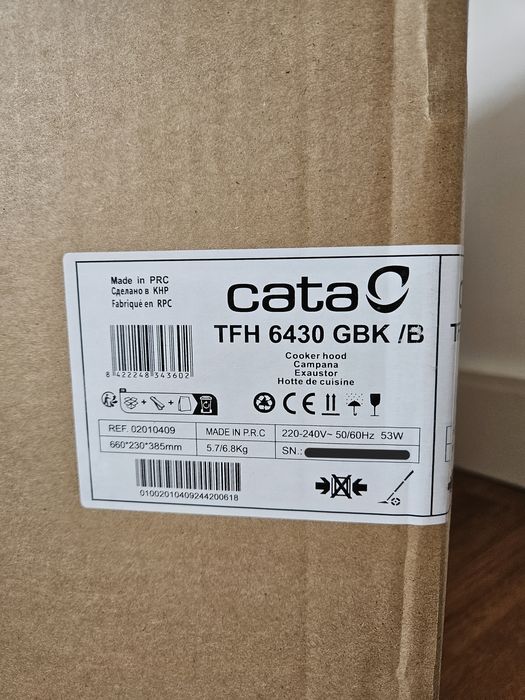 Made in PRC
Сделано в КНР
Fabriqué en RPC
cata
TFH 6430 GBK /B
Cooker hood
Campana
Exaustor
Hotte de cuisine
8 422248 343602
REF. 02010409
MADE IN P.R.C
220-240V~ 50/60Hz 53W
660*230*385mm
5.7/6.8Kg
SN.:
01002010409244200618